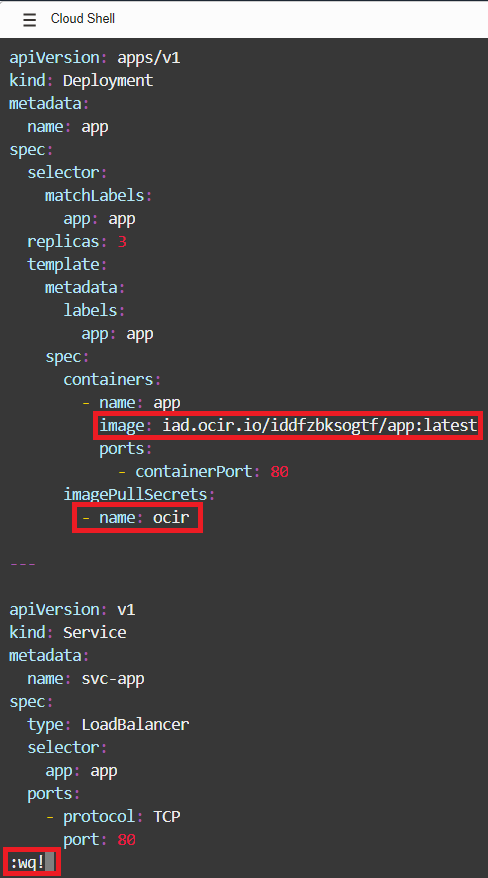 Cloud Shell
apiVersion: apps/v1
kind: Deployment
metadata:
  name: app
spec:
  selector:
    matchLabels:
      app: app
  replicas: 3
  template:
    metadata:
      labels:
        app: app
    spec:
      containers:
        - name: app
          image: iad.ocir.io/iddfzbksogtf/app:latest
          ports:
            - containerPort: 80
      imagePullSecrets:
        - name: ocir
---
apiVersion: v1
kind: Service
metadata:
  name: svc-app
spec:
  type: LoadBalancer
  selector:
    app: app
  ports:
    - protocol: TCP
      port: 80
:wq!